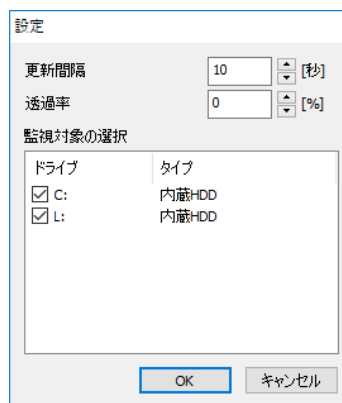 設定
更新間隔 10 [秒]
透過率 0 [%]
監視対象の選択
ドライブ タイプ
C: 内蔵HDD
L: 内蔵HDD
OK キャンセル